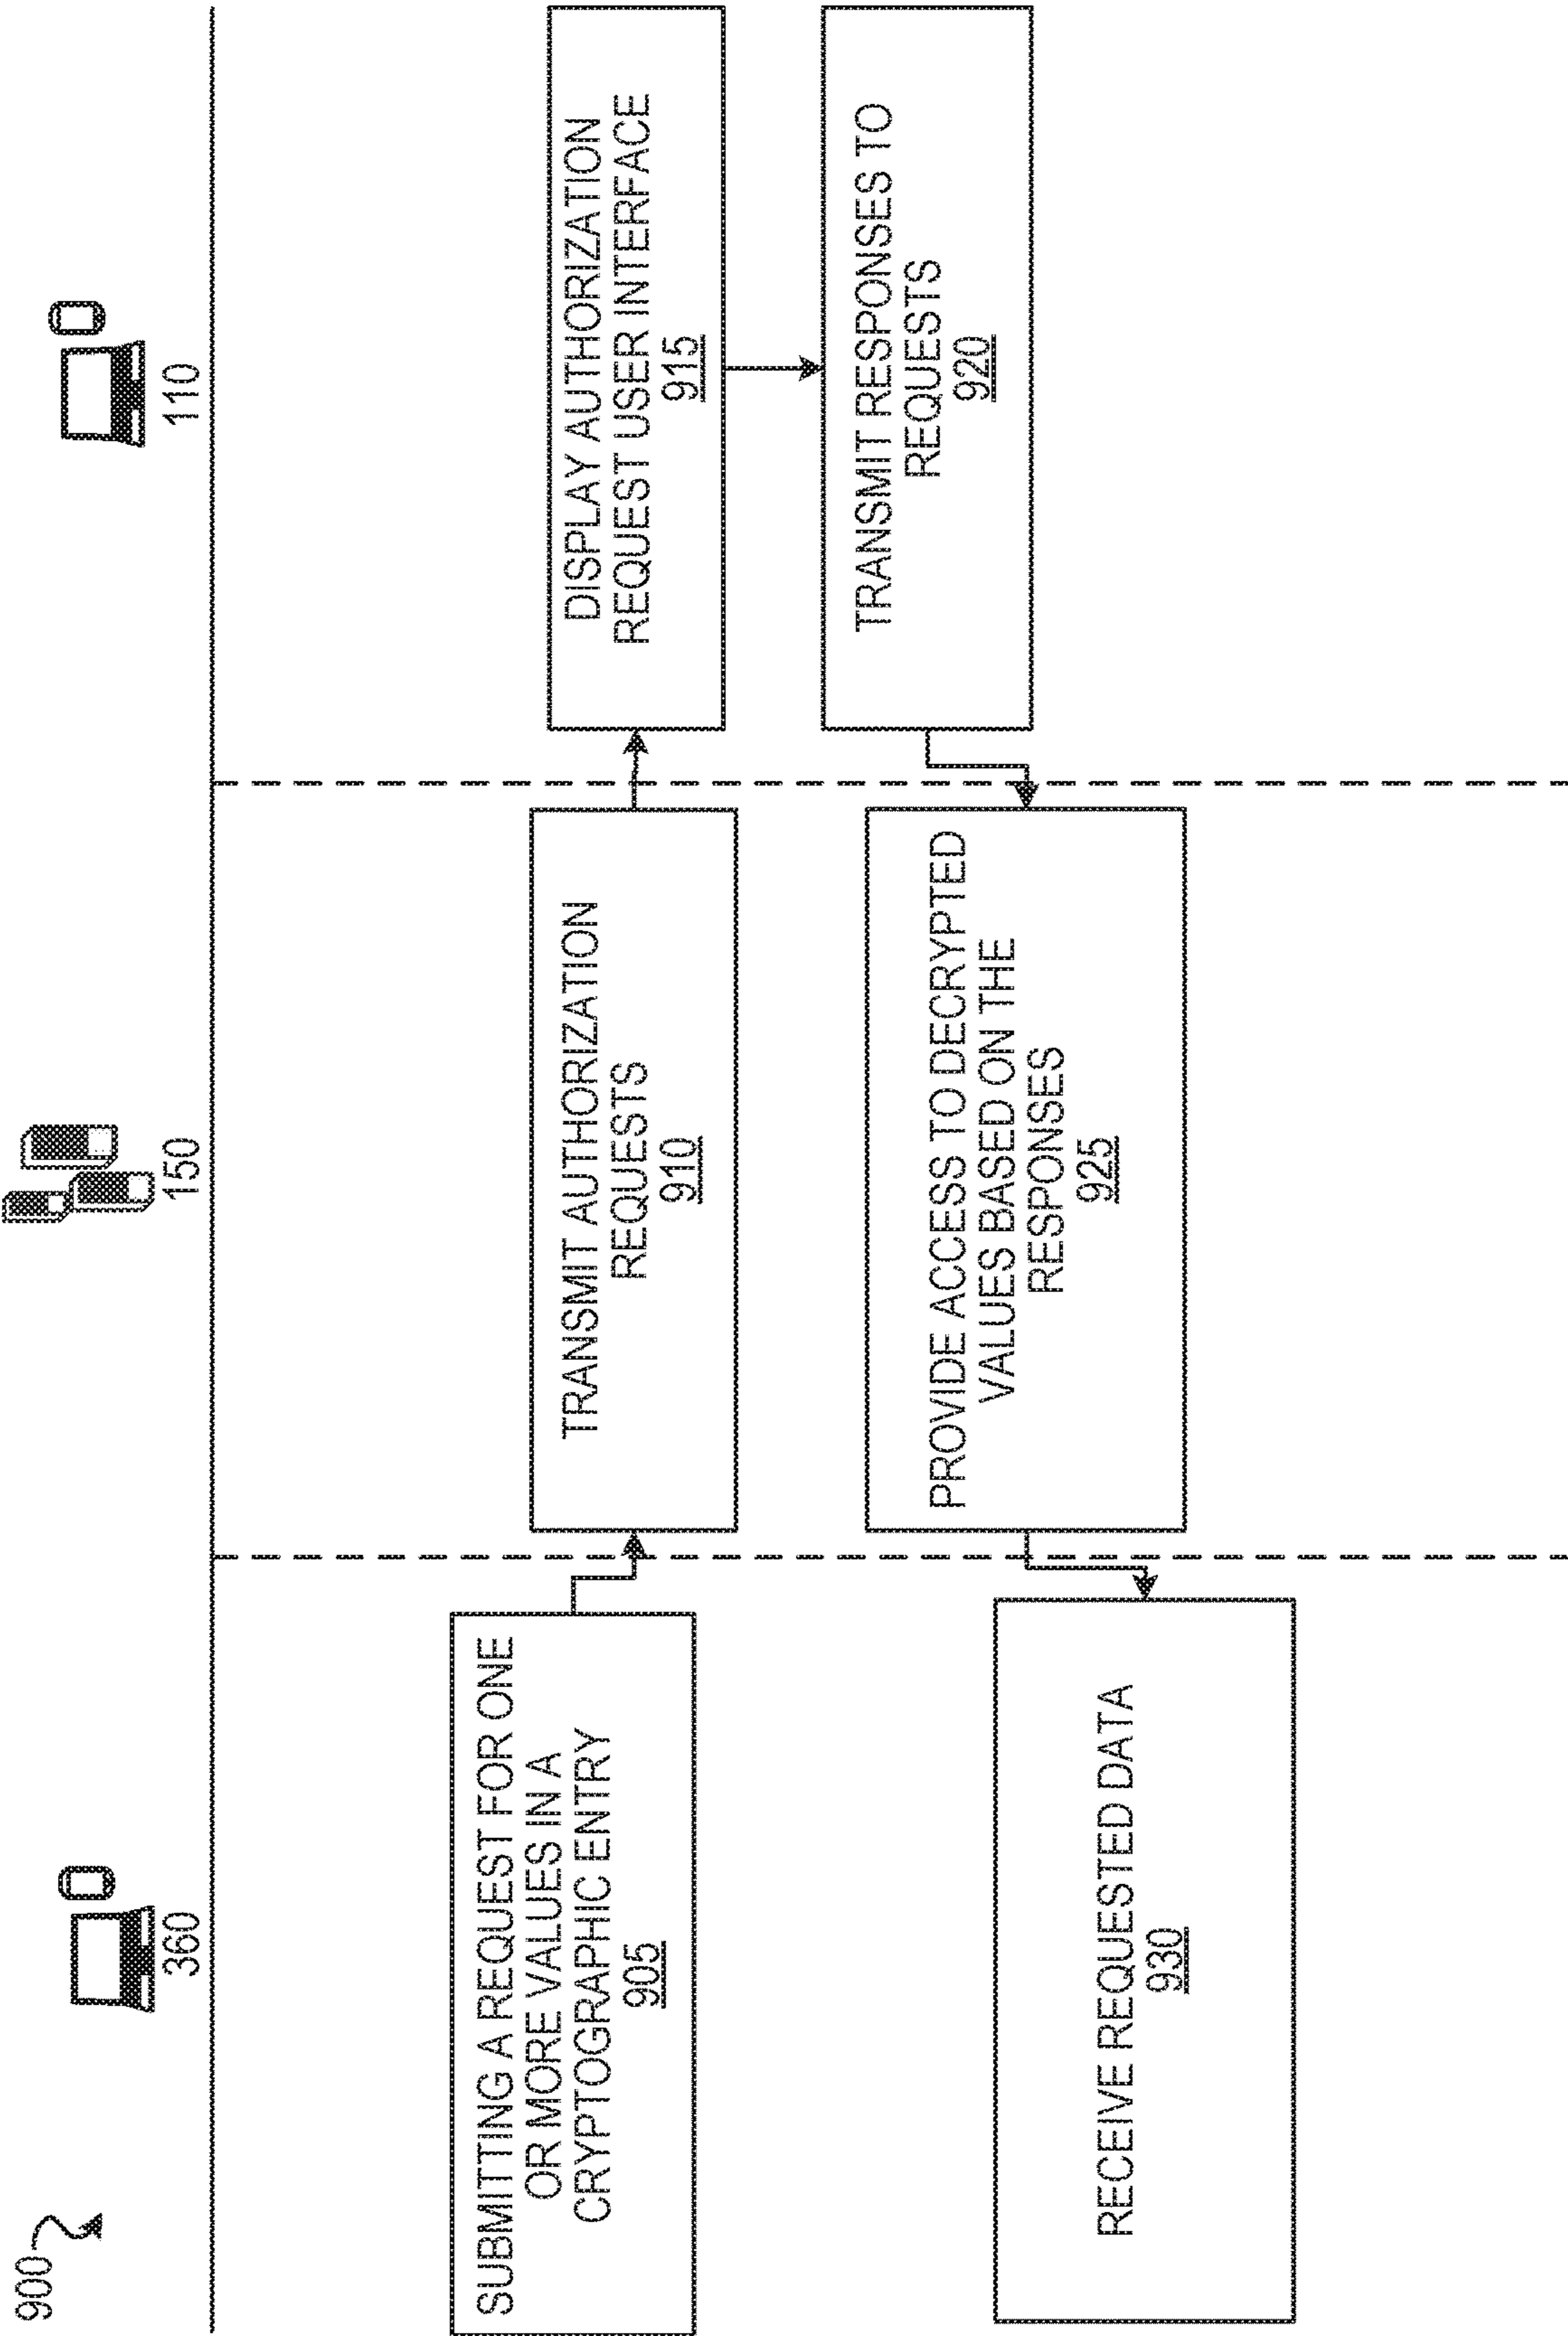 900
360
150
110
SUBMITTING A REQUEST FOR ONE
OR MORE VALUES IN A
CRYPTOGRAPHIC ENTRY
905
TRANSMIT AUTHORIZATION
REQUESTS
910
DISPLAY AUTHORIZATION
REQUEST USER INTERFACE
915
TRANSMIT RESPONSES TO
REQUESTS
920
PROVIDE ACCESS TO DECRYPTED
VALUES BASED ON THE
RESPONSES
925
RECEIVE REQUESTED DATA
930